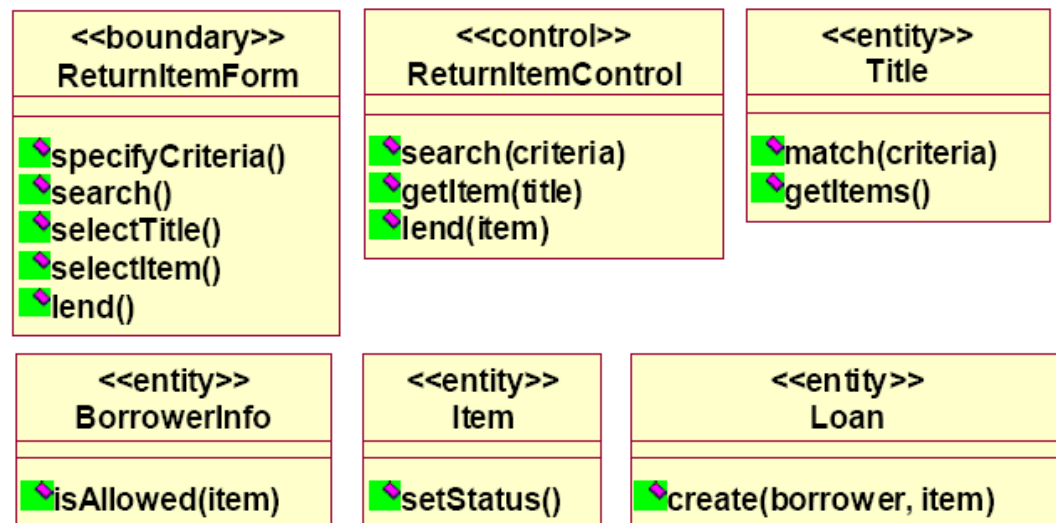 <<boundary>>
ReturnItemForm
specifyCriteria()
search()
selectTitle()
selectItem()
lend()
<<control>>
ReturnItemControl
search(criteria)
getItem(title)
lend(item)
<<entity>>
Title
match(criteria)
getItems()
<<entity>>
BorrowerInfo
isAllowed(item)
<<entity>>
Item
setStatus()
<<entity>>
Loan
create(borrower, item)